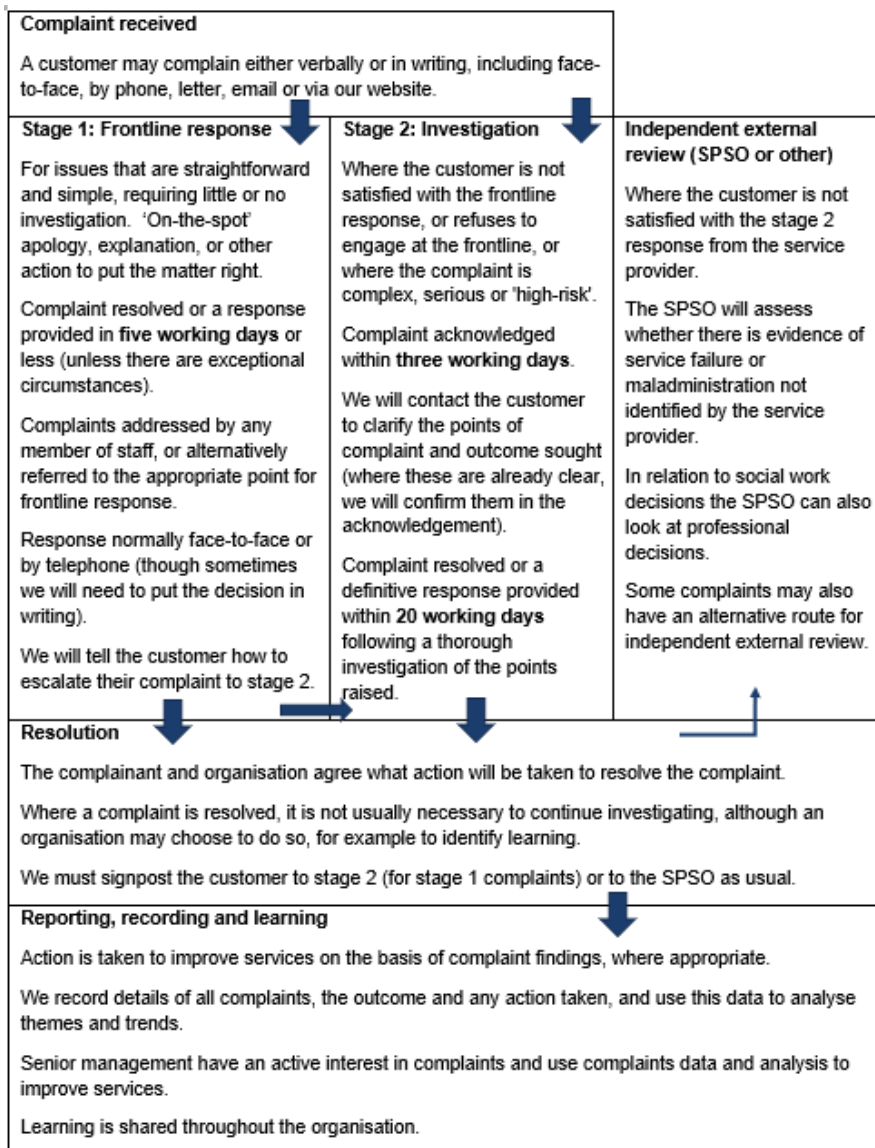 Complaint received
A customer may complain either verbally or in writing, including face-
to-face, by phone, letter, email or via our website.
Stage 1: Frontline response
For issues that are straightforward
and simple, requiring little or no
investigation.  ‘On-the-spot’
apology, explanation, or other
action to put the matter right.
Complaint resolved or a response
provided in five working days or
less (unless there are exceptional
circumstances).
Complaints addressed by any
member of staff, or alternatively
referred to the appropriate point for
frontline response.
Response normally face-to-face or
by telephone (though sometimes
we will need to put the decision in
writing).
We will tell the customer how to
escalate their complaint to stage 2.
Stage 2: Investigation
Where the customer is not
satisfied with the frontline
response, or refuses to
engage at the frontline, or
where the complaint is
complex, serious or 'high-risk'.
Complaint acknowledged
within three working days.
We will contact the customer
to clarify the points of
complaint and outcome sought
(where these are already clear,
we will confirm them in the
acknowledgement).
Complaint resolved or a
definitive response provided
within 20 working days
following a thorough
investigation of the points
raised.
Independent external
review (SPSO or other)
Where the customer is not
satisfied with the stage 2
response from the service
provider.
The SPSO will assess
whether there is evidence of
service failure or
maladministration not
identified by the service
provider.
In relation to social work
decisions the SPSO can also
look at professional
decisions.
Some complaints may also
have an alternative route for
independent external review.
Resolution
The complainant and organisation agree what action will be taken to resolve the complaint.
Where a complaint is resolved, it is not usually necessary to continue investigating, although an
organisation may choose to do so, for example to identify learning.
We must signpost the customer to stage 2 (for stage 1 complaints) or to the SPSO as usual.
Reporting, recording and learning
Action is taken to improve services on the basis of complaint findings, where appropriate.
We record details of all complaints, the outcome and any action taken, and use this data to analyse
themes and trends.
Senior management have an active interest in complaints and use complaints data and analysis to
improve services.
Learning is shared throughout the organisation.